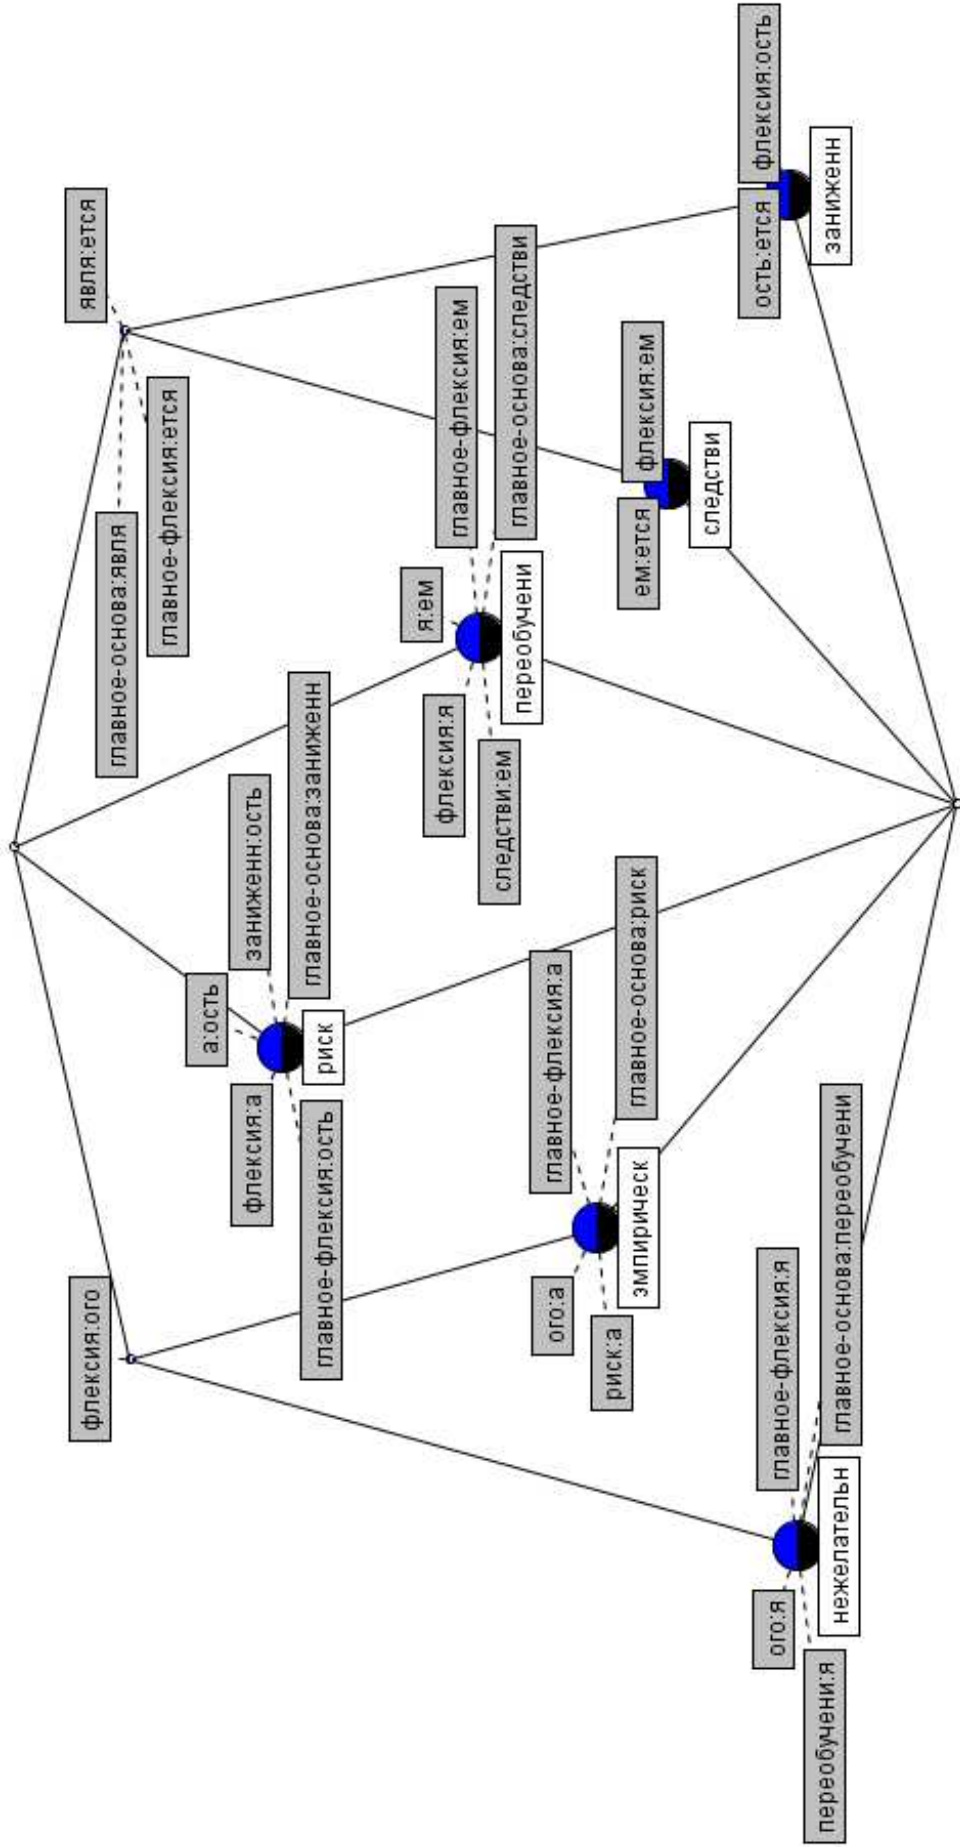 явля:ется
главное-основа:явля
главное-флексия:ется
флексия:ого
а:ость
заниженн:ость
главное-основа:заниженн
флексия:а
главное-флексия:ость
риск
я:ем
главное-флексия:ем
главное-основа:следстви
флексия:я
следстви:ем
переобучени
ого:а
риск:а
главное-флексия:а
главное-основа:риск
эмпирическ
ем:ется
флексия:ем
следстви
ость:ется
флексия:ость
заниженн
ого:я
переобучени:я
главное-флексия:я
главное-основа:переобучени
нежелательн